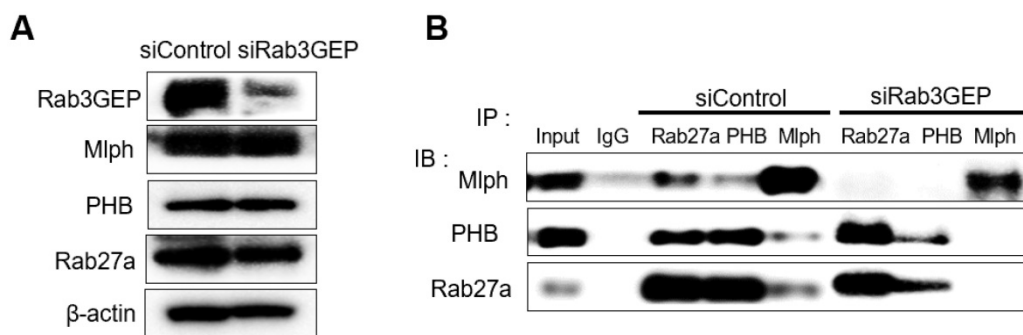 A
siControl siRab3GEP
Rab3GEP
Mlph
PHB
Rab27a
β-actin
B
siControl siRab3GEP
IP :
Input IgG Rab27a PHB Mlph Rab27a PHB Mlph
IB :
Mlph
PHB
Rab27a